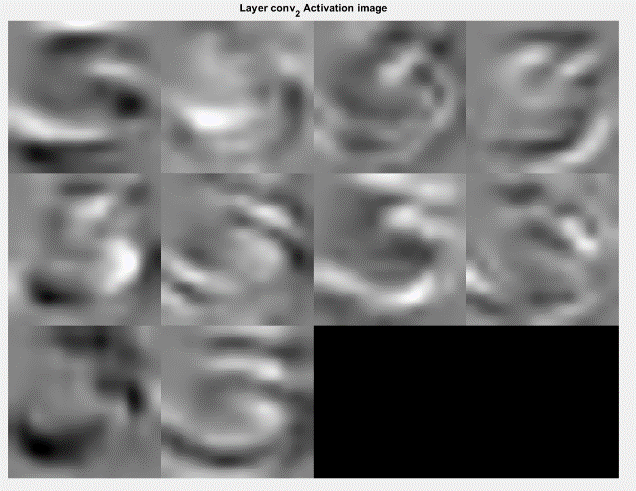 Layer conv₂ Activation image